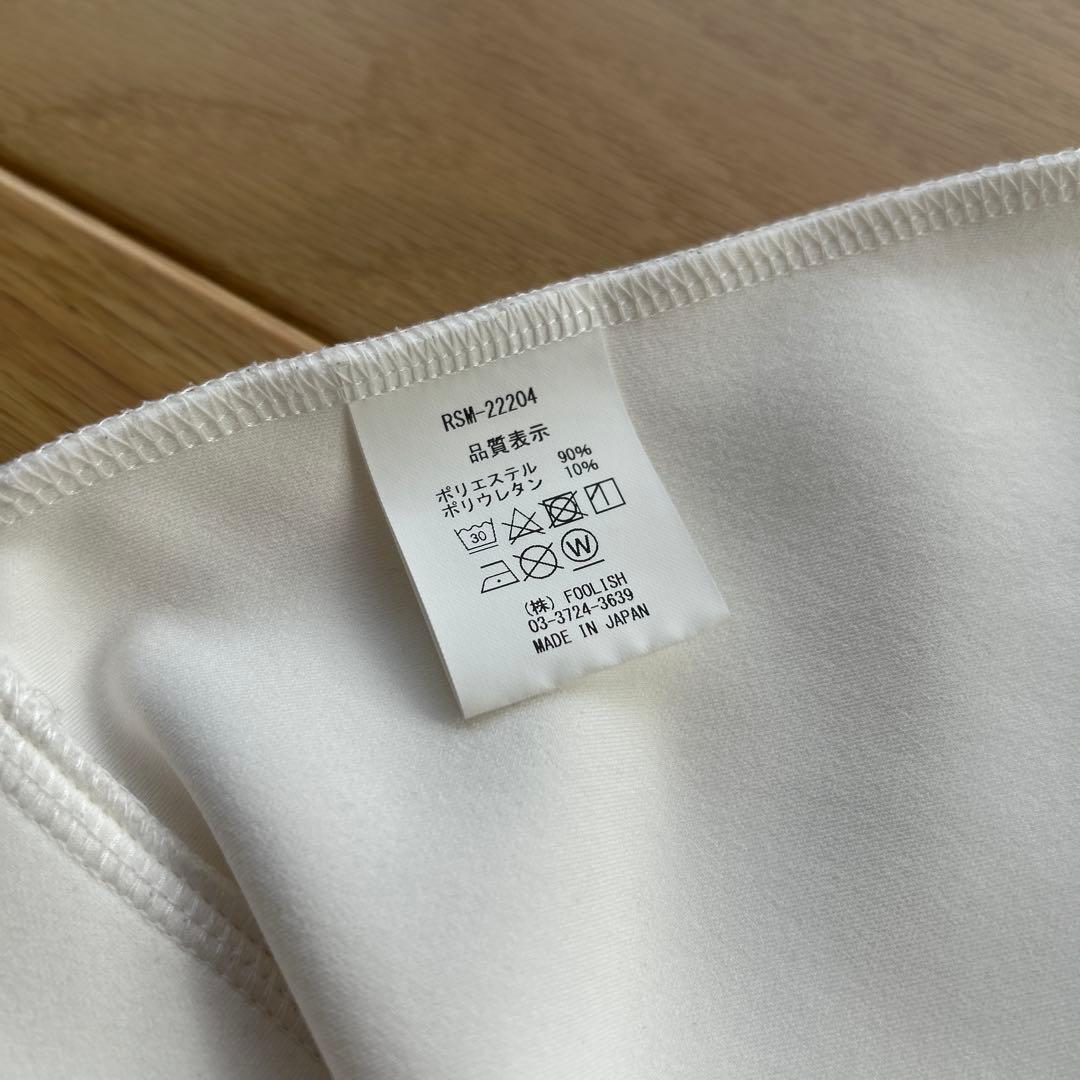 RSM-22204
品質表示
ポリエステル 90%
ポリウレタン 10%
30
W
(株) FOOLISH
03-3724-3639
MADE IN JAPAN